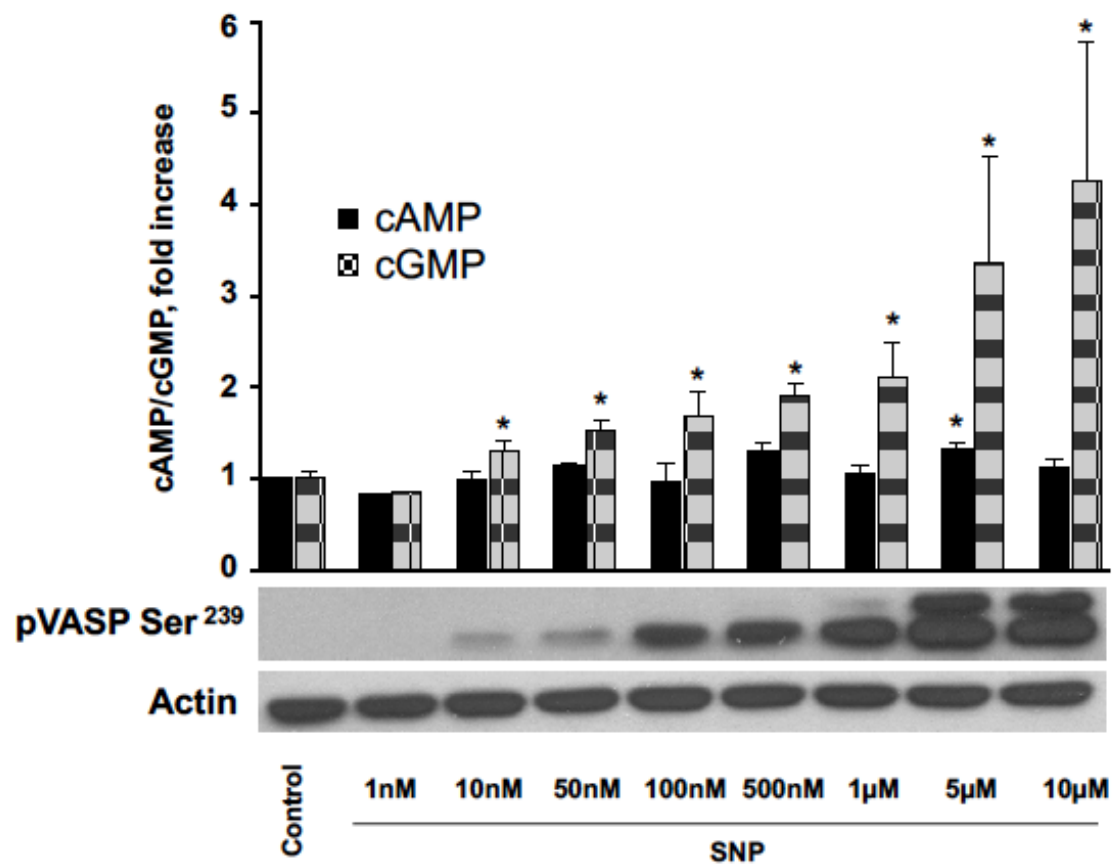 cAMP/cGMP, fold increase
6
5
4
3
2
1
0
cAMP
cGMP
*
*
*
*
*
*
*
*
pVASP Ser 239
Actin
Control
1nM
10nM
50nM
100nM
500nM
1µM
5µM
10µM
SNP